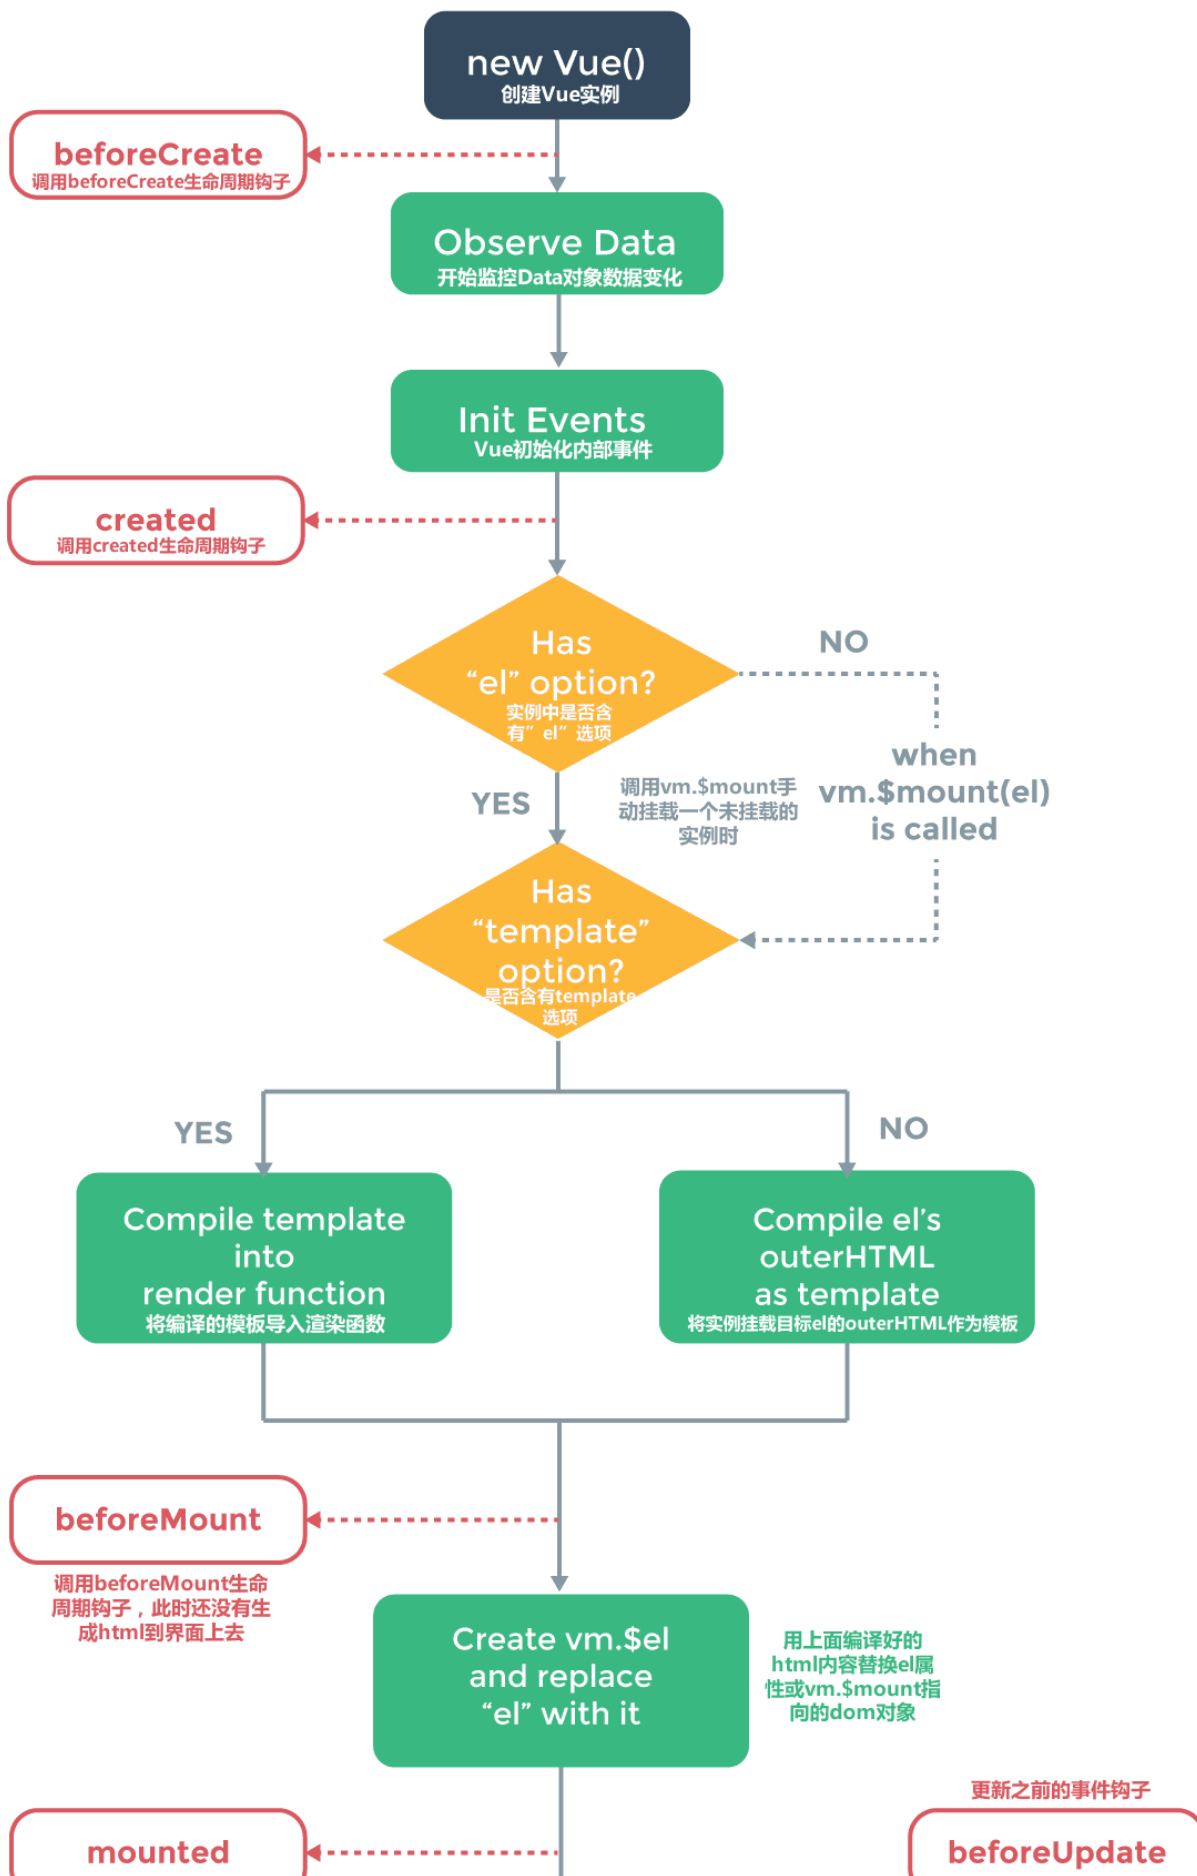 new Vue()
创建Vue实例
beforeCreate
调用beforeCreate生命周期钩子
Observe Data
开始监控Data对象数据变化
Init Events
Vue初始化内部事件
created
调用created生命周期钩子
Has
“el” option?
实例中是否含
有”el”选项
NO
YES
调用vm.$mount手
动挂载一个未挂载的
实例时
when
vm.$mount(el)
is called
Has
“template”
option?
是否含有template
选项
YES
NO
Compile template
into
render function
将编译的模板导入渲染函数
Compile el’s
outerHTML
as template
将实例挂载目标el的outerHTML作为模板
beforeMount
调用beforeMount生命
周期钩子，此时还没有生
成html到界面上去
Create vm.$el
and replace
“el” with it
用上面编译好的
html内容替换el属
性或vm.$mount指
向的dom对象
mounted
更新之前的事件钩子
beforeUpdate